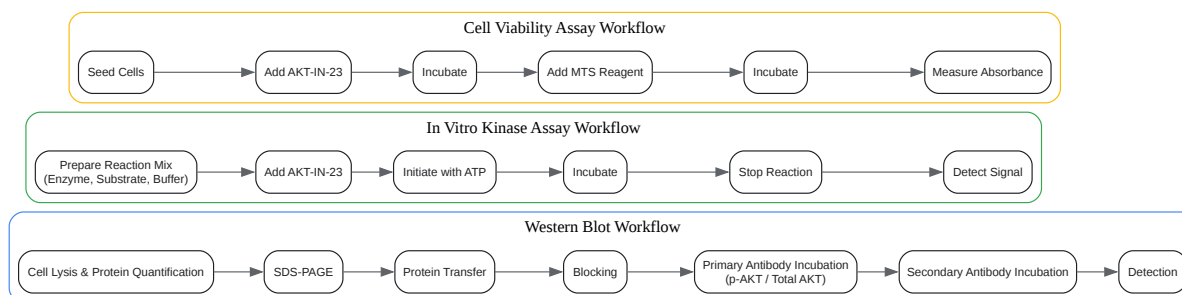 Cell Viability Assay Workflow
Seed Cells
Add AKT-IN-23
Incubate
Add MTS Reagent
Incubate
Measure Absorbance
In Vitro Kinase Assay Workflow
Prepare Reaction Mix
(Enzyme, Substrate, Buffer)
Add AKT-IN-23
Initiate with ATP
Incubate
Stop Reaction
Detect Signal
Western Blot Workflow
Cell Lysis & Protein Quantification
SDS-PAGE
Protein Transfer
Blocking
Primary Antibody Incubation
(p-AKT / Total AKT)
Secondary Antibody Incubation
Detection